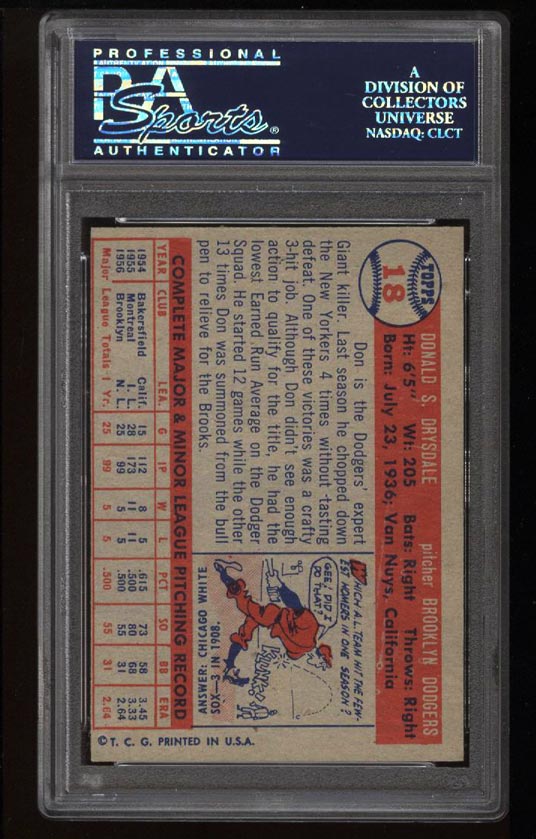 PROFESSIONAL
PSA
Sports®
AUTHENTICATOR
A
DIVISION OF
COLLECTORS
UNIVERSE
NASDAQ: CLCT
TOPPS
18
DONALD S. DRYSDALE pitcher BROOKLYN DODGERS
Ht: 6'5" Wt: 205 Bats: Right Throws: Right
Born: July 23, 1936; Van Nuys, California
Don is the Dodgers' expert
Giant killer. Last season he chopped down
the New Yorkers 4 times without tasting
defeat. One of these victories was a crafty
3-hit job. Although Don didn't see enough
action to qualify for the title, he had the
lowest Earned Run Average on the Dodger
Squad. He started 12 games while the other
13 times Don was summoned from the bull
pen to relieve for the Brooks.
WHICH A.L. TEAM HIT THE FEW-
EST HOMERS IN ONE SEASON?
GEE! DID I
DO THAT?
ANSWER: CHICAGO WHITE
SOX-3-IN 1908.
COMPLETE MAJOR & MINOR LEAGUE PITCHING RECORD
YEAR CLUB LEA. G IP W L PCT SO BB ERA
1954 Bakersfield Calif. 15 112 8 5 .615 73 58 3.45
1955 Montreal I. L. 28 173 11 11 .500 80 68 3.33
1956 Brooklyn N. L. 25 99 5 5 .500 55 31 2.64
Major League Totals 1 Yr. 25 99 5 5 .500 55 31 2.64
© T. C. G. PRINTED IN U.S.A.